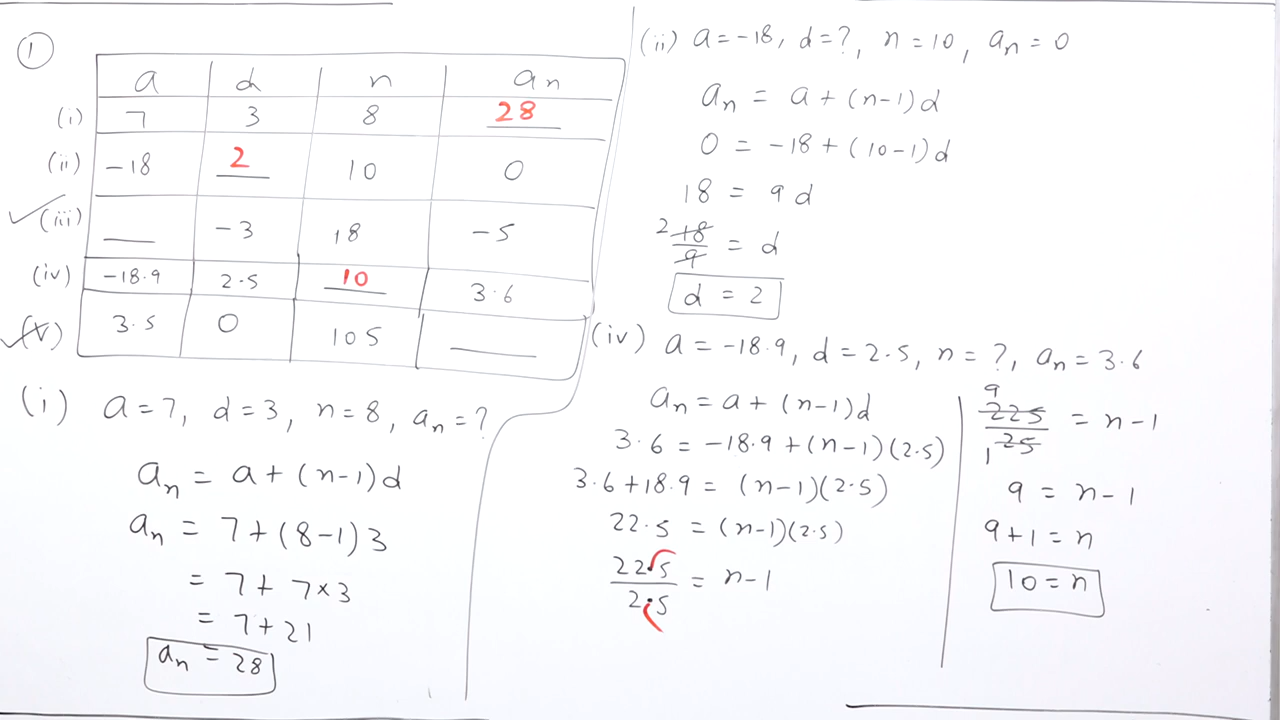 ①
a d n an
(i) 7 3 8 28
(ii) -18 2 10 0
(iii) ___ -3 18 -5
(iv) -18.9 2.5 10 3.6
(v) 3.5 0 105 ___
(i) a = 7, d = 3, n = 8, an = ?
an = a + (n-1)d
an = 7 + (8-1)3
= 7 + 7×3
= 7 + 21
an = 28
(ii) a = -18, d = ?, n = 10, an = 0
an = a + (n-1)d
0 = -18 + (10-1)d
18 = 9d
2 18/9 = d
d = 2
(iv) a = -18.9, d = 2.5, n = ?, an = 3.6
an = a + (n-1)d
3.6 = -18.9 + (n-1)(2.5)
3.6 + 18.9 = (n-1)(2.5)
22.5 = (n-1)(2.5)
22.5/2.5 = n-1
9 225/25 1 = n-1
9 = n-1
9+1 = n
10 = n